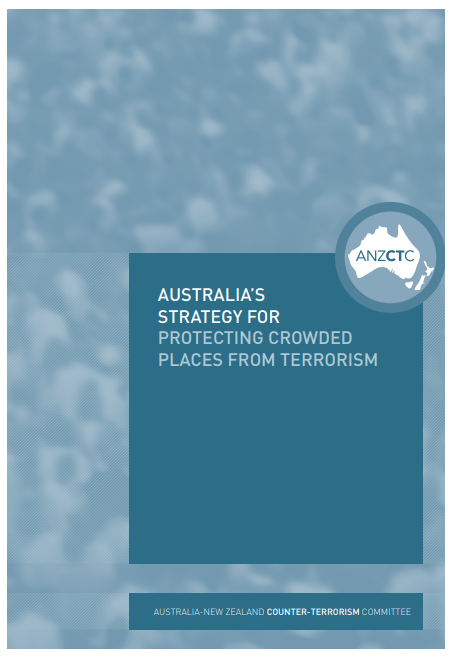 ANZCTC
AUSTRALIA'S
STRATEGY FOR
PROTECTING CROWDED
PLACES FROM TERRORISM
AUSTRALIA-NEW ZEALAND COUNTER-TERRORISM COMMITTEE